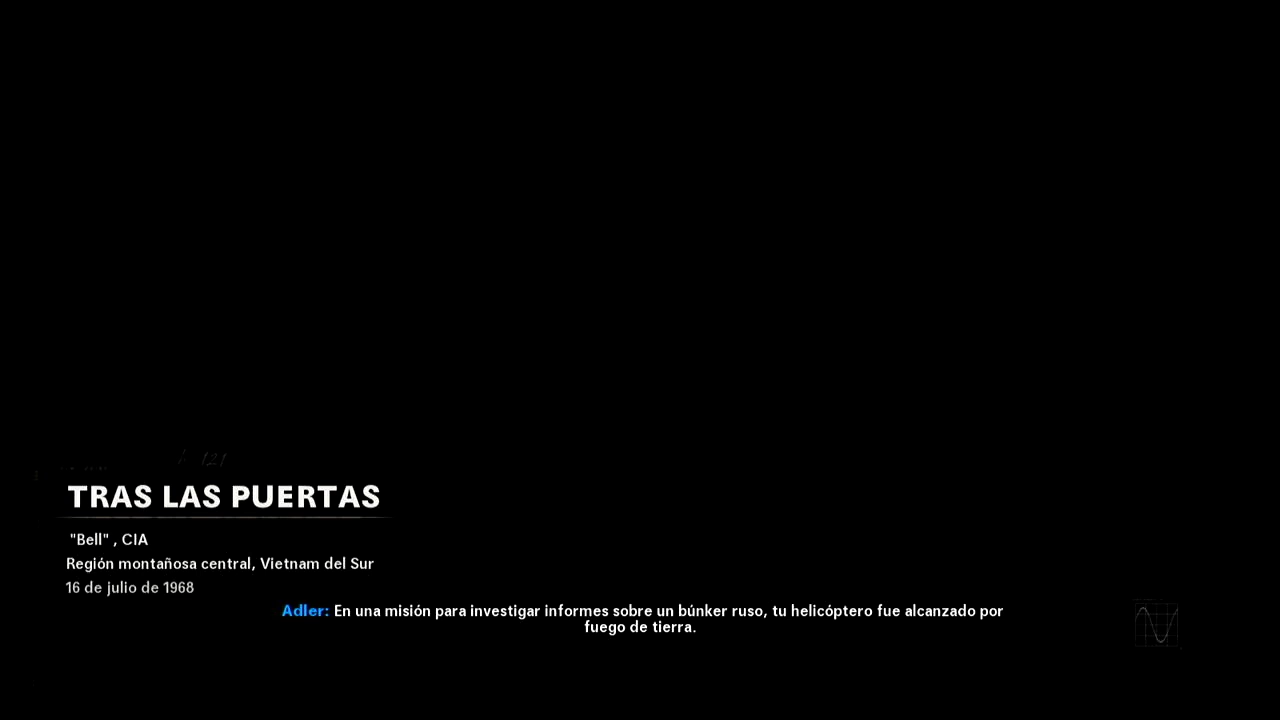 TRAS LAS PUERTAS
"Bell" , CIA
Región montañosa central, Vietnam del Sur
16 de julio de 1968
Adler: En una misión para investigar informes sobre un búnker ruso, tu helicóptero fue alcanzado por
fuego de tierra.